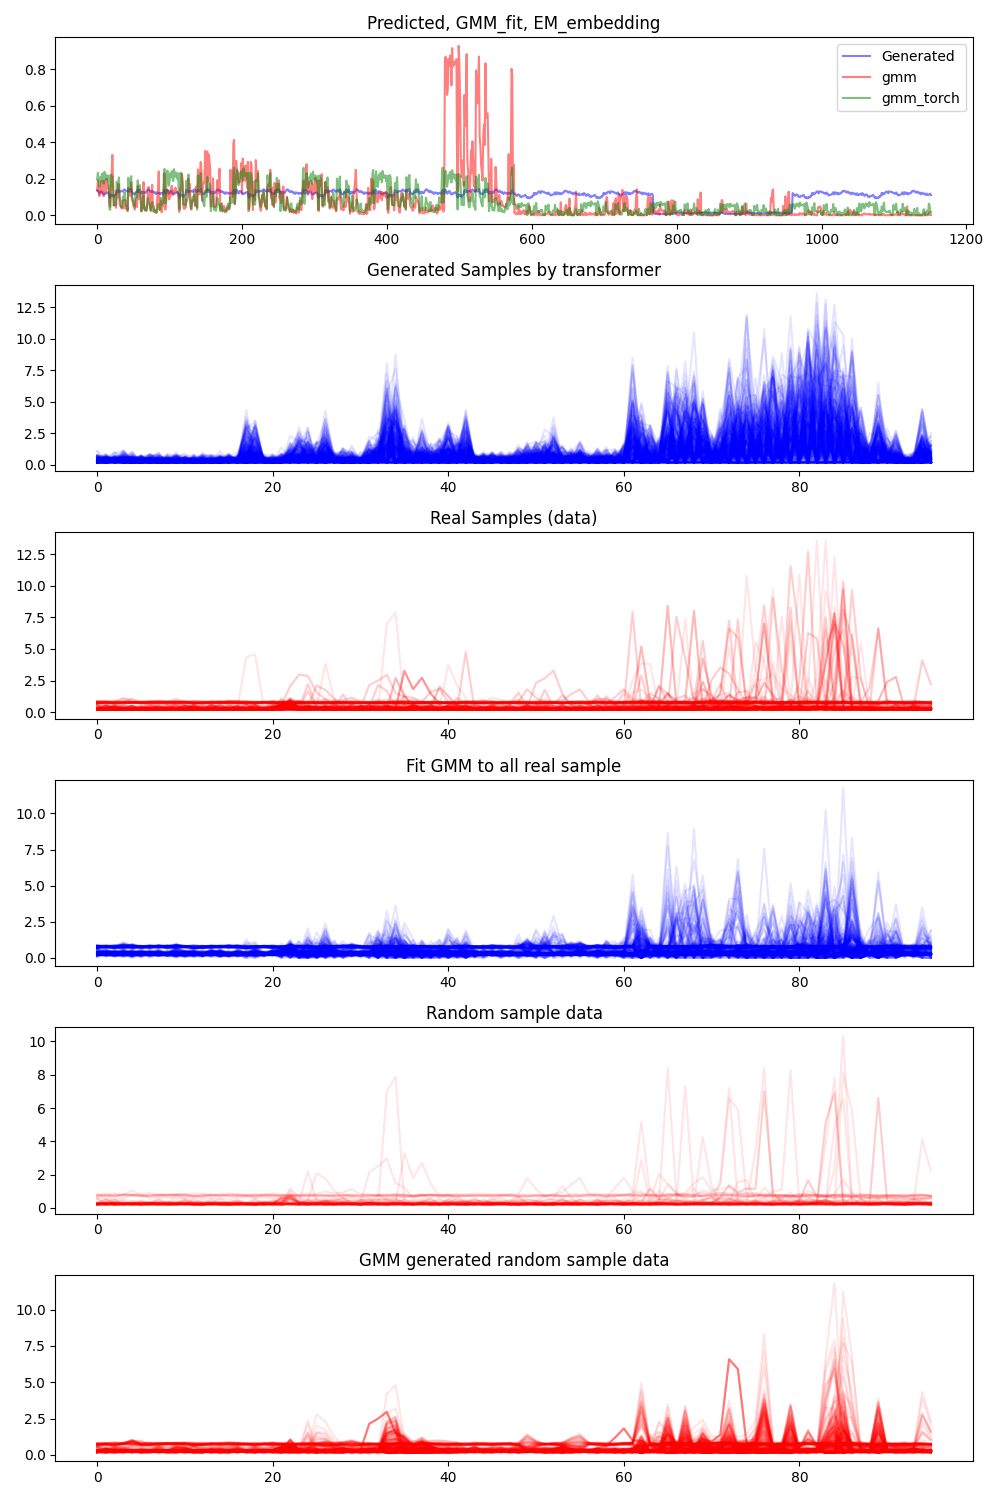 Predicted, GMM_fit, EM_embedding
Generated
gmm
gmm_torch
0.8
0.6
0.4
0.2
0.0
0 200 400 600 800 1000 1200
Generated Samples by transformer
12.5
10.0
7.5
5.0
2.5
0.0
0 20 40 60 80
Real Samples (data)
12.5
10.0
7.5
5.0
2.5
0.0
0 20 40 60 80
Fit GMM to all real sample
10.0
7.5
5.0
2.5
0.0
0 20 40 60 80
Random sample data
10
8
6
4
2
0
0 20 40 60 80
GMM generated random sample data
10.0
7.5
5.0
2.5
0.0
0 20 40 60 80